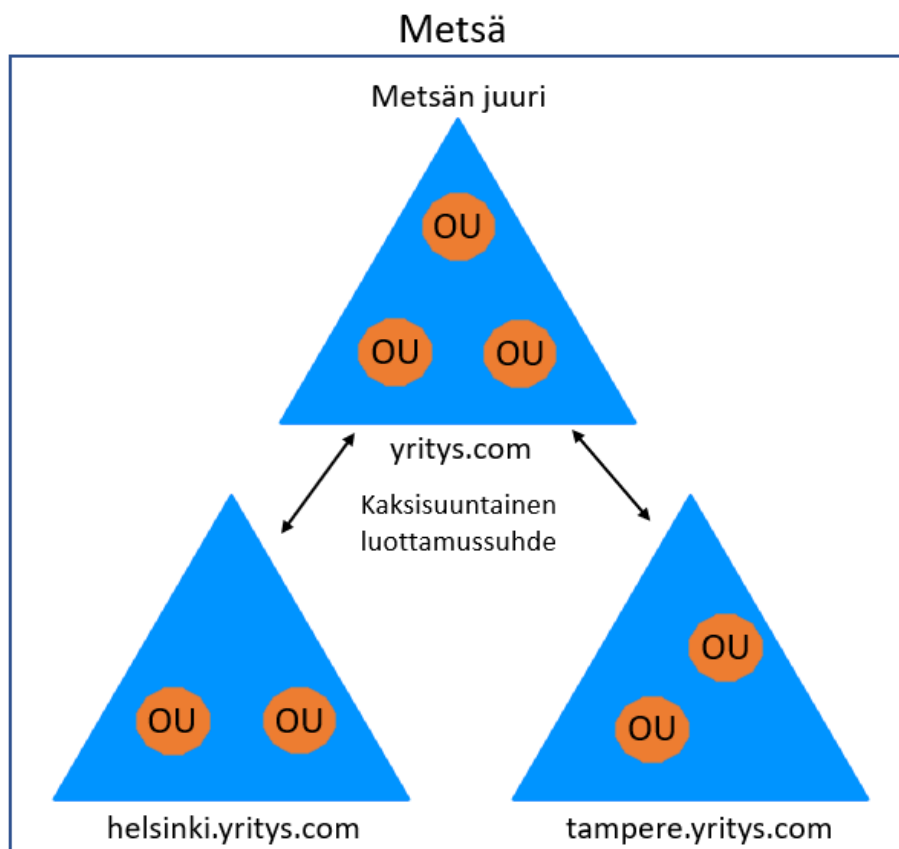 Metsä
Metsän juuri
OU
OU OU
yritys.com
Kaksisuuntainen
luottamussuhde
OU
OU OU
OU
helsinki.yritys.com
tampere.yritys.com